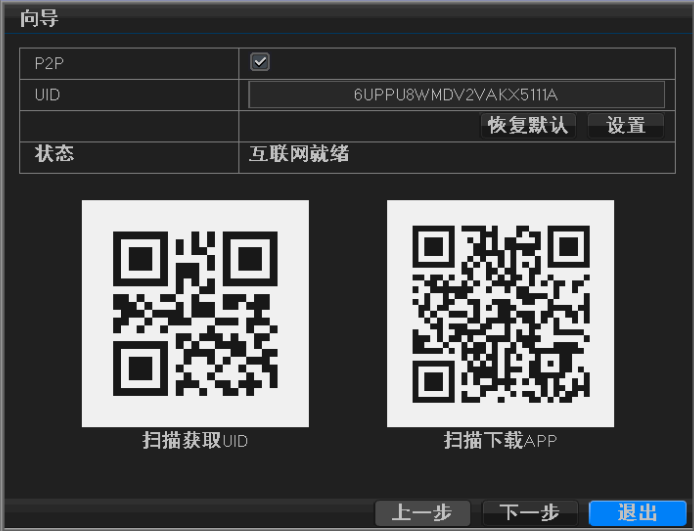 向导
P2P
UID 6UPPU8WMDV2VAKX5111A
恢复默认 设置
状态 互联网就绪
扫描获取UID 扫描下载APP
上一步 下一步 退出